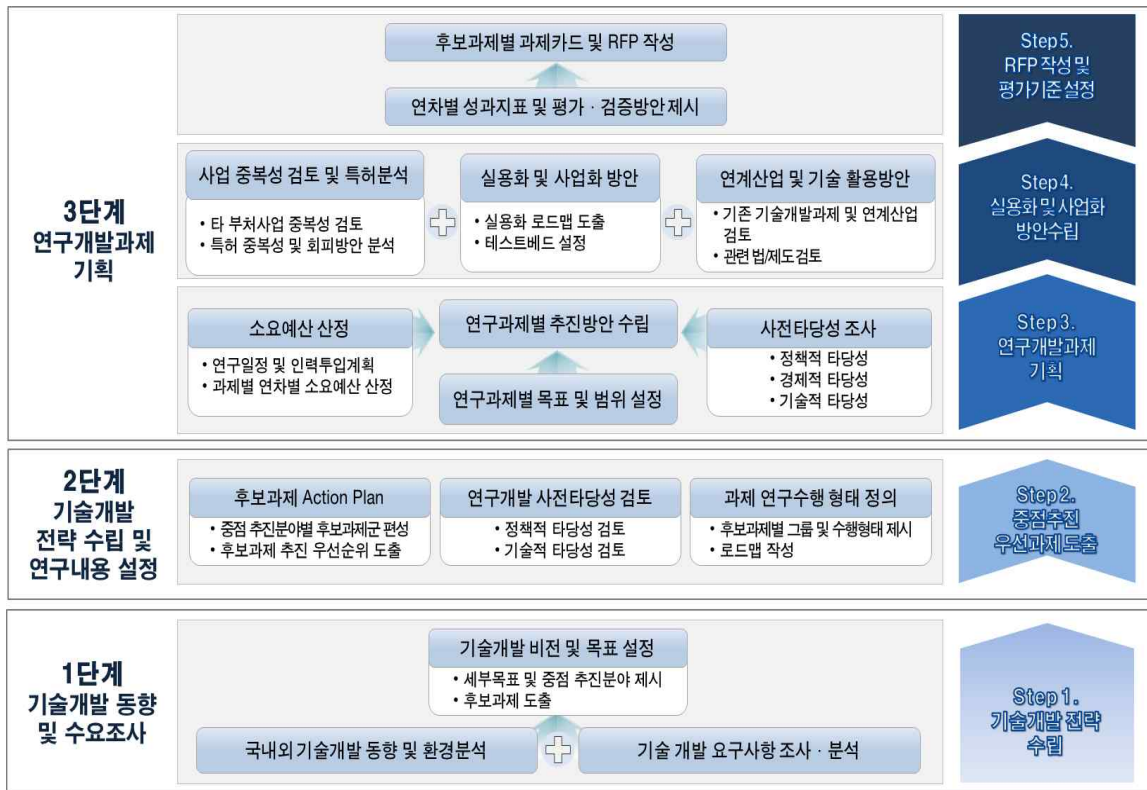 후보과제별 과제카드 및 RFP 작성
연차별 성과지표 및 평가 · 검증방안 제시
Step 5.
RFP 작성 및
평가기준 설정
3단계
연구개발과제
기획
사업 중복성 검토 및 특허분석
• 타 부처사업 중복성 검토
• 특허 중복성 및 회피방안 분석
실용화 및 사업화 방안
• 실용화 로드맵 도출
• 테스트베드 설정
연계산업 및 기술 활용방안
• 기존 기술개발과제 및 연계산업
검토
• 관련 법/제도 검토
Step 4.
실용화 및 사업화
방안수립
소요예산 산정
• 연구일정 및 인력투입계획
• 과제별 연차별 소요예산 산정
연구과제별 추진방안 수립
연구과제별 목표 및 범위 설정
사전타당성 조사
• 정책적 타당성
• 경제적 타당성
• 기술적 타당성
Step 3.
연구개발과제
기획
2단계
기술개발
전략 수립 및
연구내용 설정
후보과제 Action Plan
• 중점 추진분야별 후보과제군 편성
• 후보과제 추진 우선순위 도출
연구개발 사전타당성 검토
• 정책적 타당성 검토
• 기술적 타당성 검토
과제 연구수행 형태 정의
• 후보과제별 그룹 및 수행형태 제시
• 로드맵 작성
Step 2.
중점추진
우선과제 도출
1단계
기술개발 동향
및 수요조사
기술개발 비전 및 목표 설정
• 세부목표 및 중점 추진분야 제시
• 후보과제 도출
국내외 기술개발 동향 및 환경분석
기술 개발 요구사항 조사 · 분석
Step 1.
기술개발 전략
수립